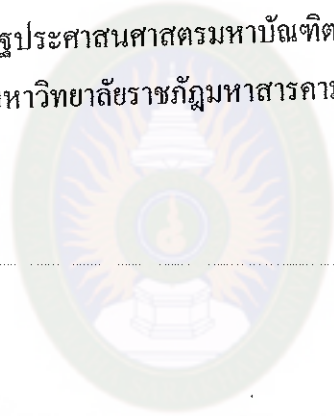 ฐประศาสนศาสตรมหาบัณฑิต
หาวิทยาลัยราชภัฏมหาสารคาม